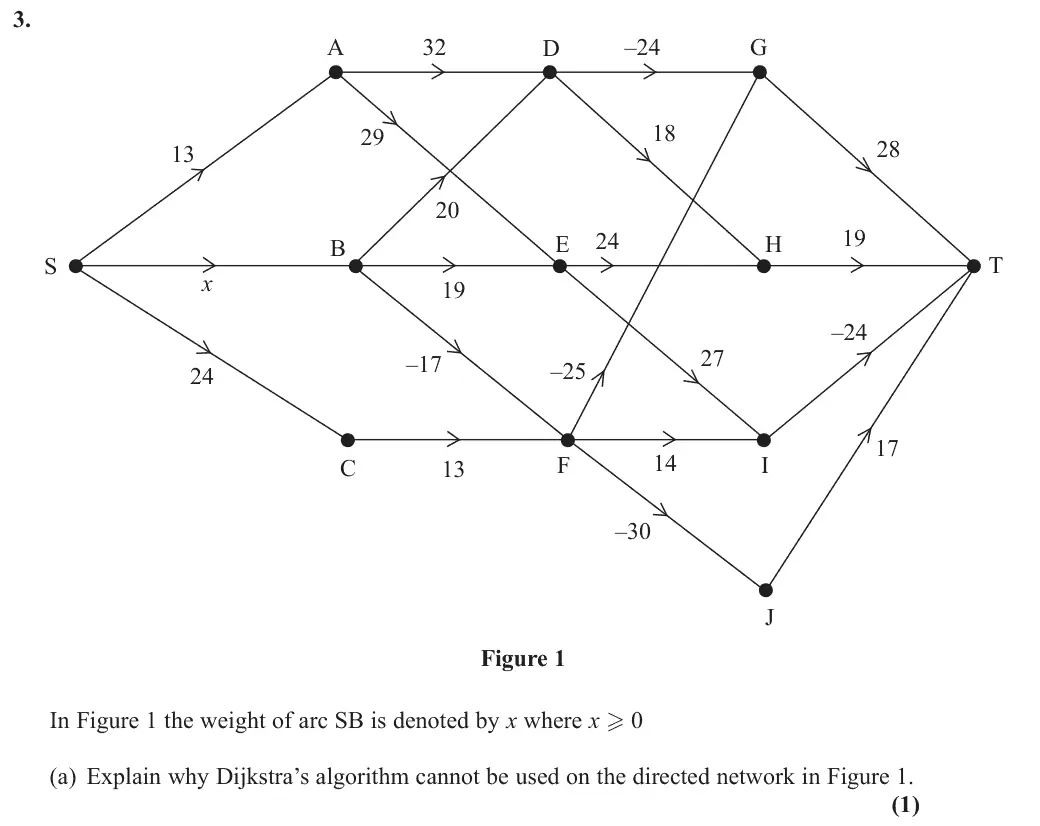 3.
A 32 D –24 G
29
18
28
13
20
S
x
B
19
E 24
H
19
T
–17
–25
27
–24
24
C
13
F
14
I
17
–30
J
Figure 1
In Figure 1 the weight of arc SB is denoted by x where x ⩾ 0
(a) Explain why Dijkstra’s algorithm cannot be used on the directed network in Figure 1.
(1)